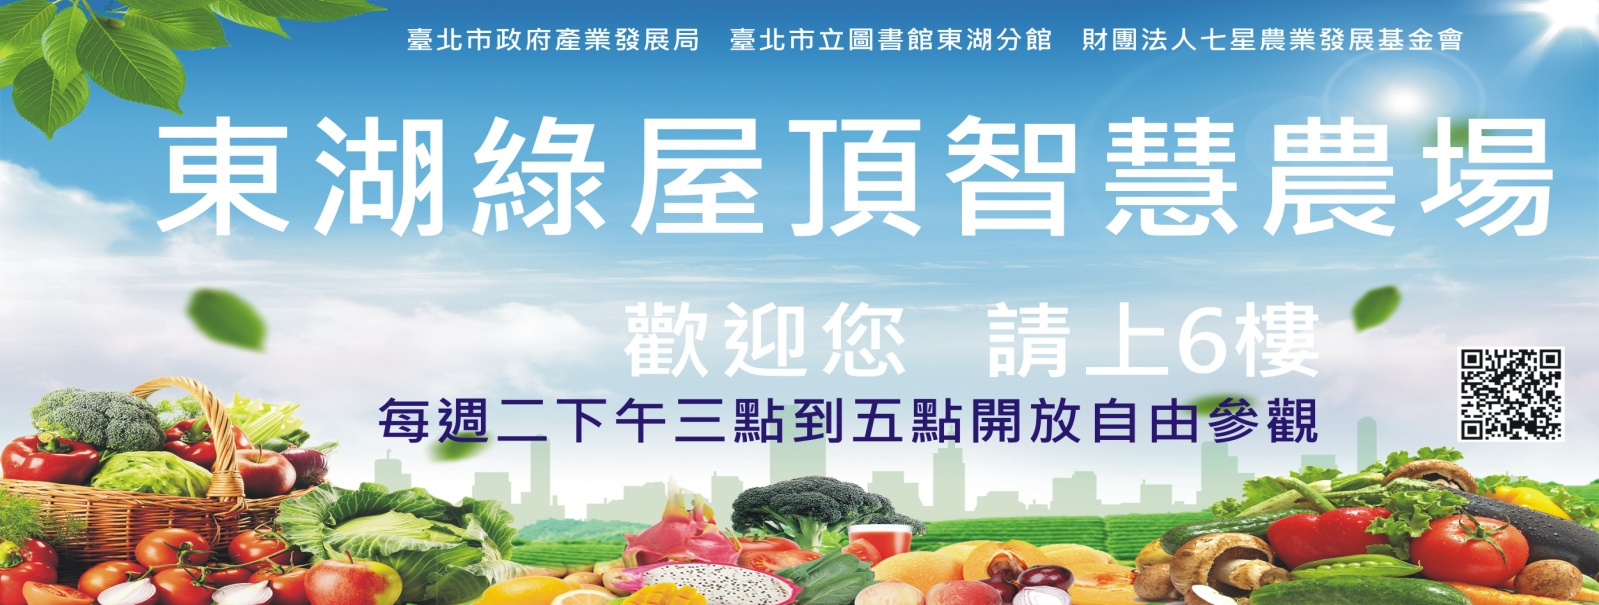 臺北市政府產業發展局 臺北市立圖書館東湖分館 財團法人七星農業發展基金會
東湖綠屋頂智慧農場
歡迎您 請上6樓
每週二下午三點到五點開放自由參觀